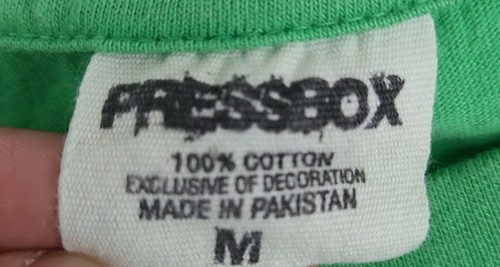 PRESSBOX
100% COTTON
EXCLUSIVE OF DECORATION
MADE IN PAKISTAN
M